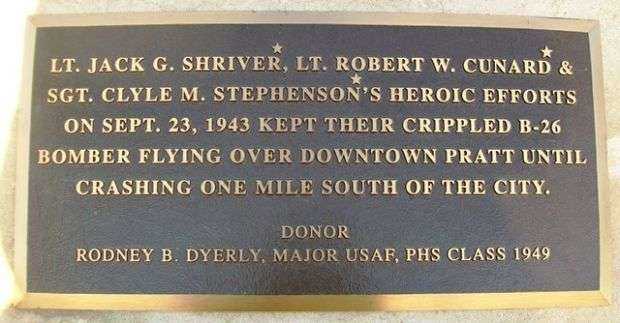 LT. JACK G. SHRIVER, LT. ROBERT W. CUNARD &
SGT. CLYLE M. STEPHENSON'S HEROIC EFFORTS
ON SEPT. 23, 1943 KEPT THEIR CRIPPLED B-26
BOMBER FLYING OVER DOWNTOWN PRATT UNTIL
CRASHING ONE MILE SOUTH OF THE CITY.
DONOR
RODNEY B. DYERLY, MAJOR USAF, PHS CLASS 1949